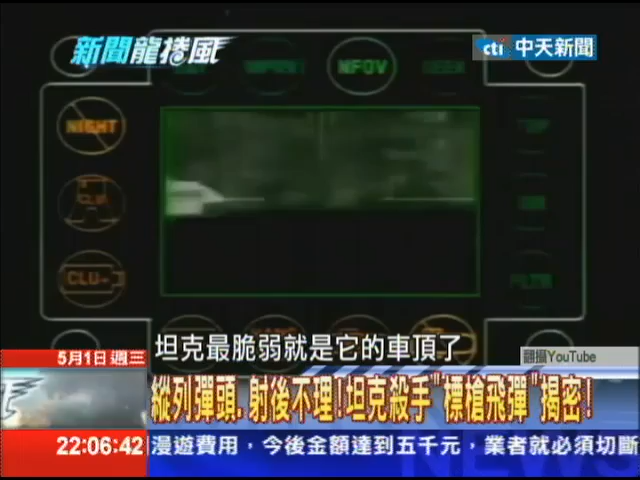 新聞龍捲風
cti 中天新聞
NFOV
NIGHT
CLU
CLU
坦克最脆弱就是它的車頂了
翻攝YouTube
5月1日週三
縱列彈頭.射後不理!坦克殺手"標槍飛彈"揭密!
22:06:42
漫遊費用，今後金額達到五千元，業者就必須切斷
NEWS